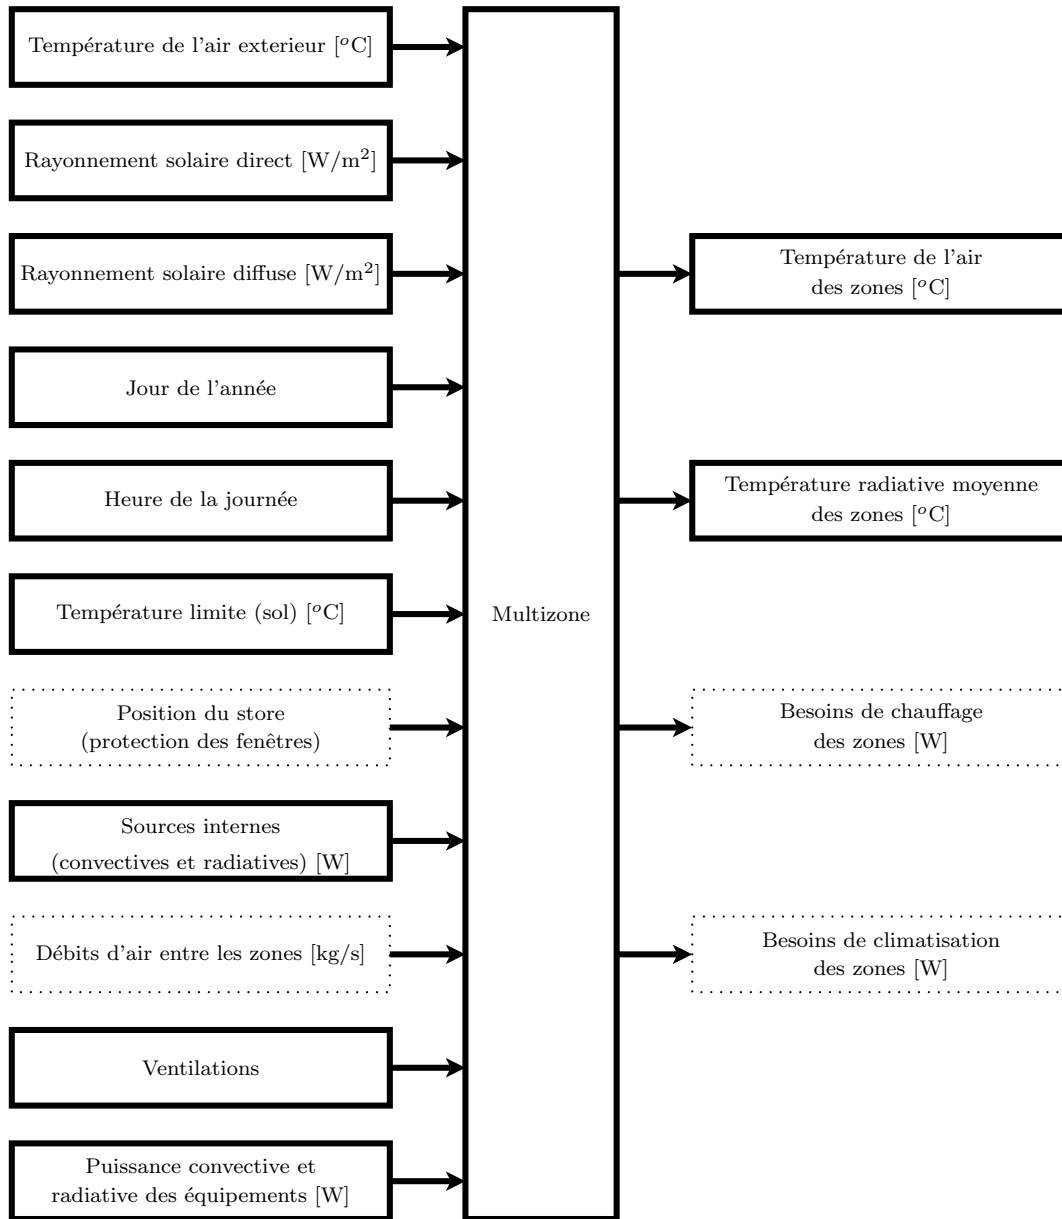 Température de l'air exterieur [°C]
Rayonnement solaire direct [W/m²]
Rayonnement solaire diffuse [W/m²]
Jour de l'année
Heure de la journée
Température limite (sol) [°C]
Position du store
(protection des fenêtres)
Sources internes
(convectives et radiatives) [W]
Débits d'air entre les zones [kg/s]
Ventilations
Puissance convective et
radiative des équipements [W]
Multizone
Température de l'air
des zones [°C]
Température radiative moyenne
des zones [°C]
Besoins de chauffage
des zones [W]
Besoins de climatisation
des zones [W]